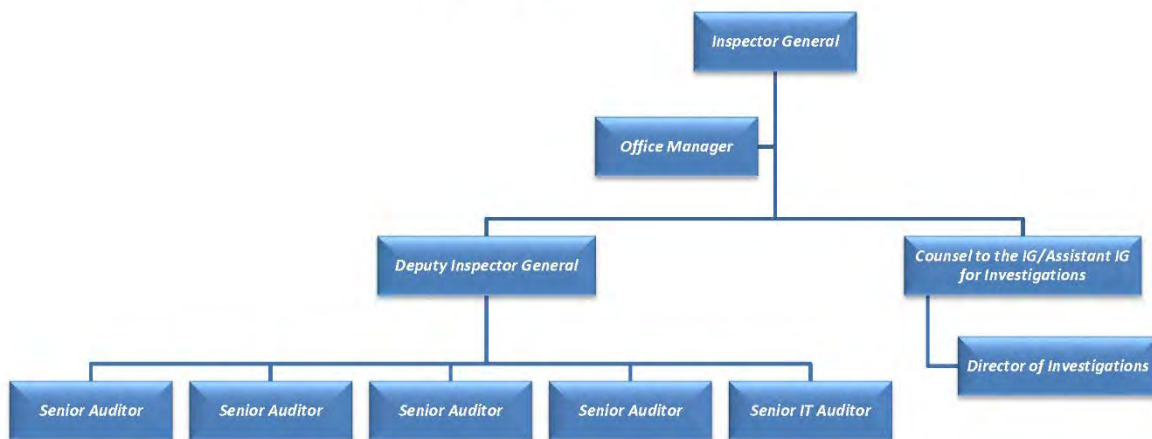 Inspector General
Office Manager
Deputy Inspector General
Counsel to the IG/Assistant IG
for Investigations
Director of Investigations
Senior Auditor
Senior Auditor
Senior Auditor
Senior Auditor
Senior IT Auditor